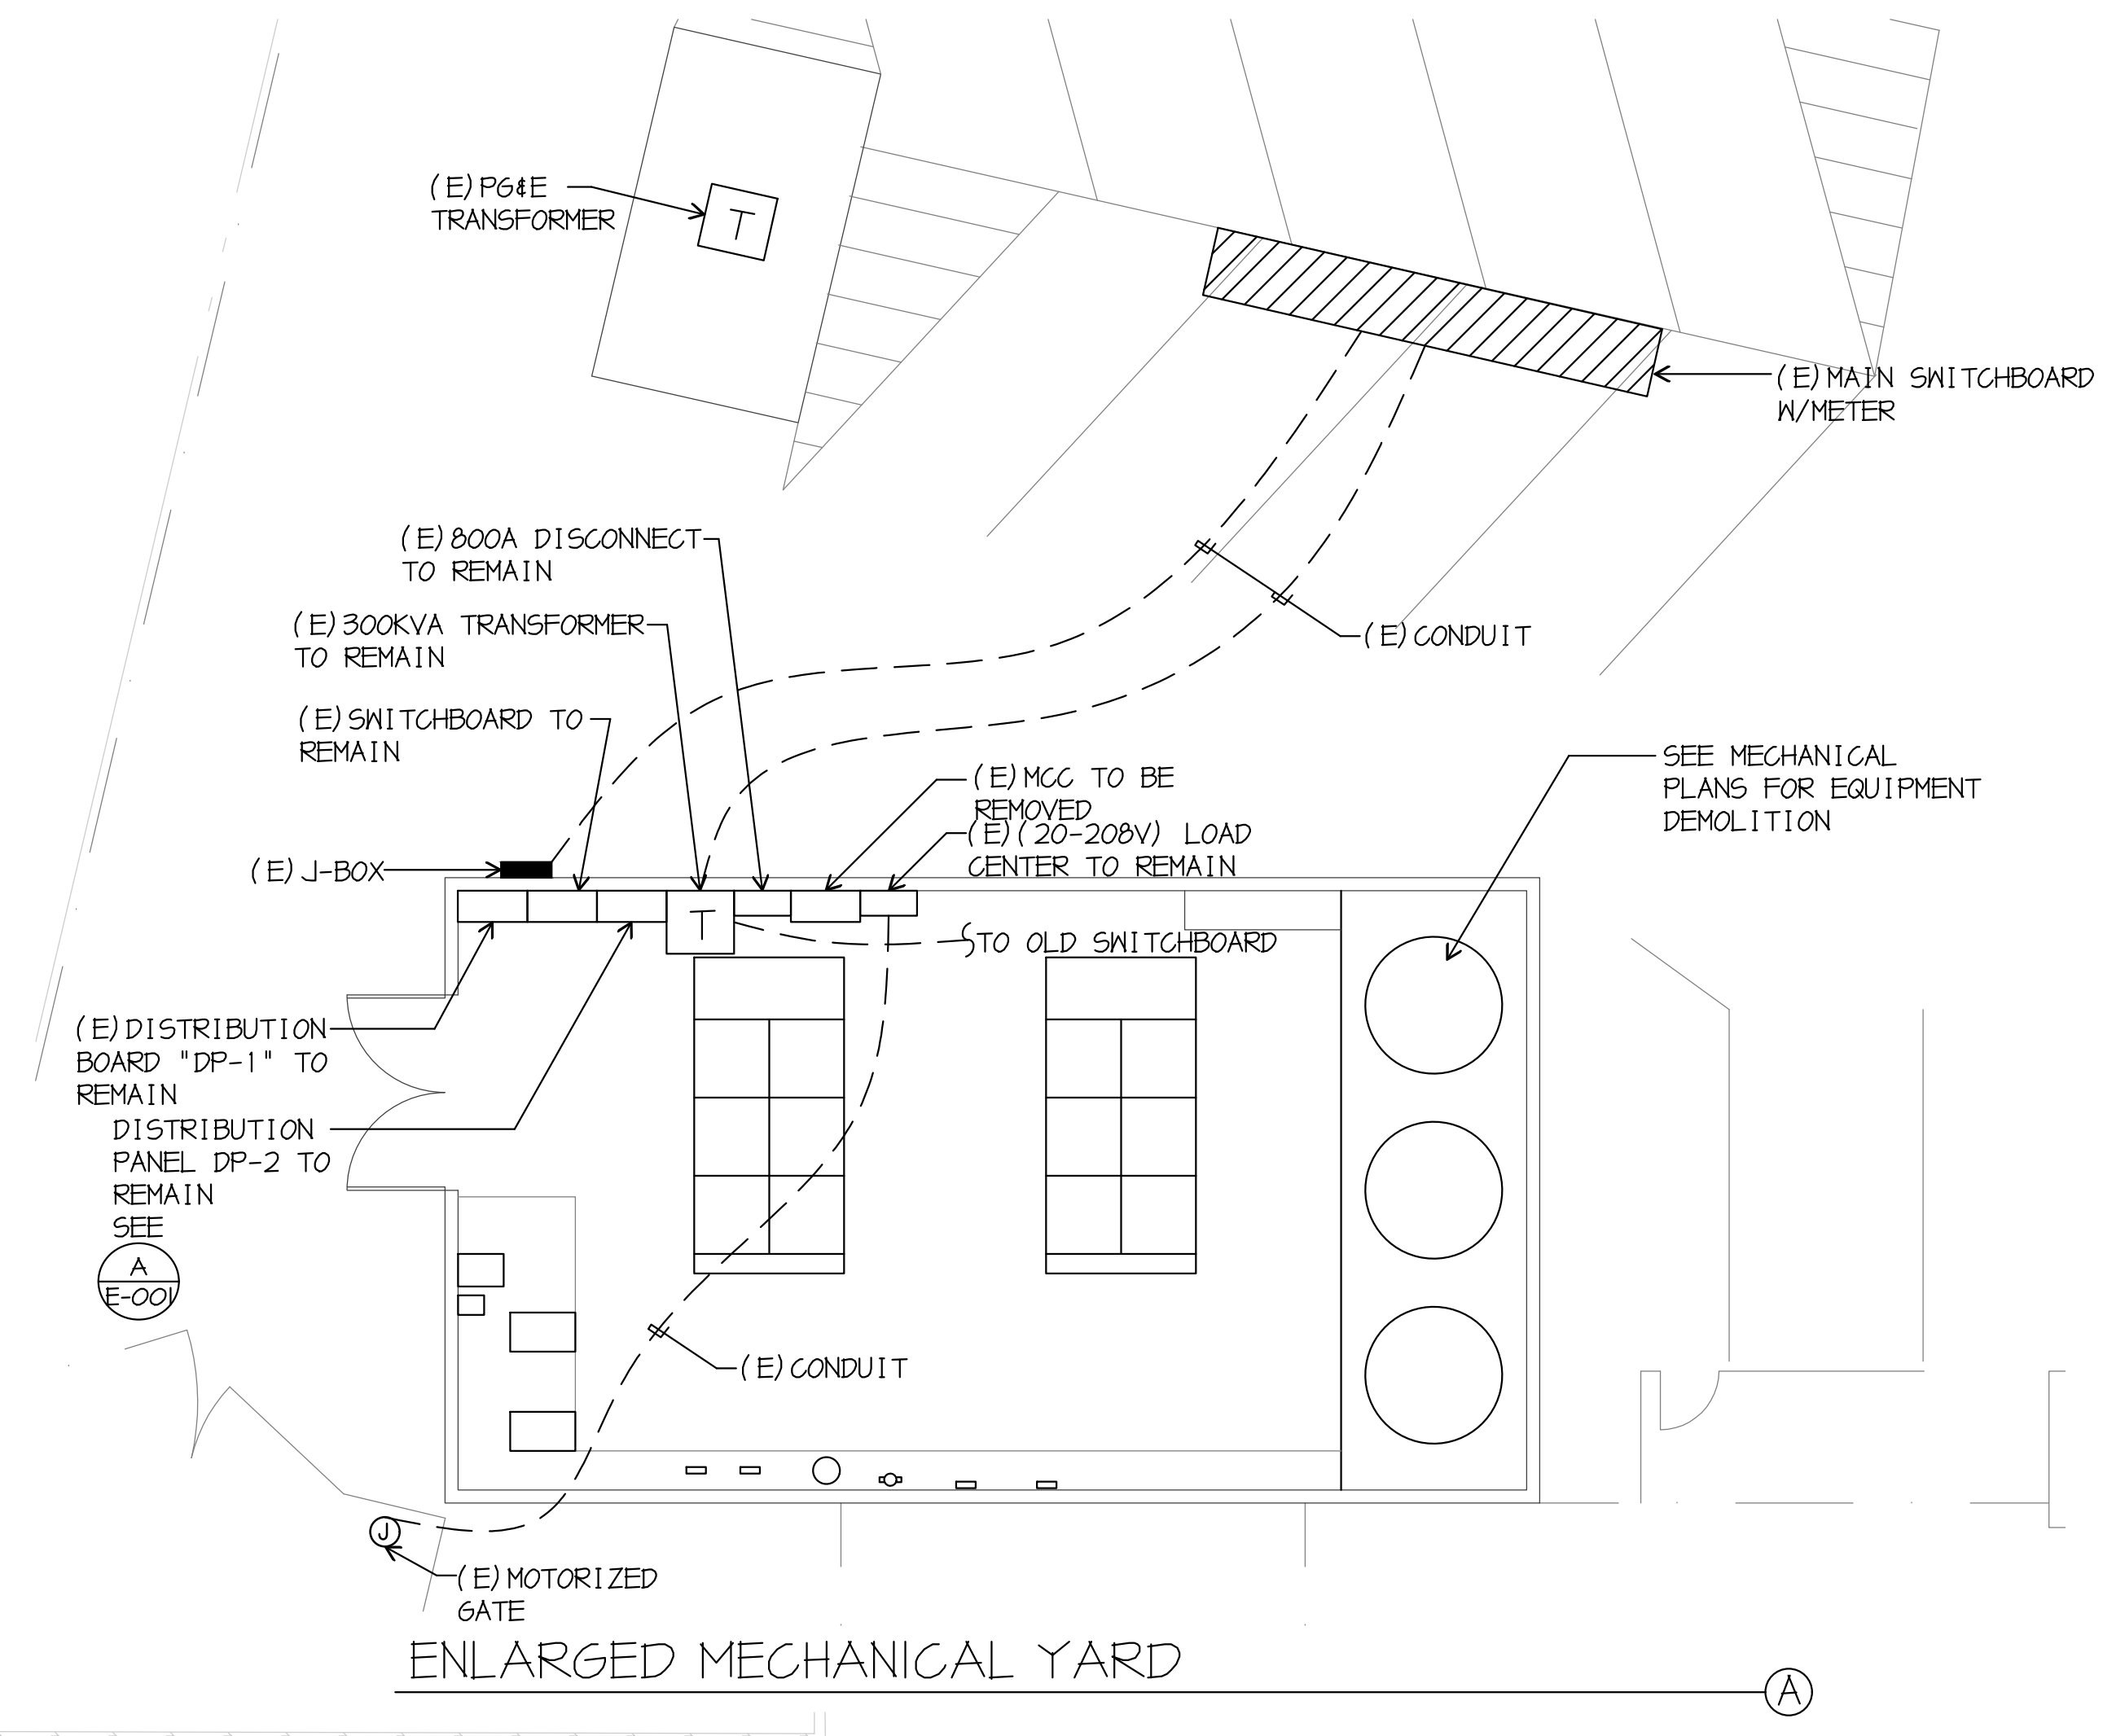 (E)PG&E
TRANSFORMER
T
(E)MAIN SWITCHBOARD
W/METER
(E)800A DISCONNECT
TO REMAIN
(E)300KVA TRANSFORMER
TO REMAIN
(E)CONDUIT
(E)SWITCHBOARD TO
REMAIN
(E)MCC TO BE
REMOVED
(E)(20-208V) LOAD
CENTER TO REMAIN
SEE MECHANICAL
PLANS FOR EQUIPMENT
DEMOLITION
(E)J-BOX
T
TO OLD SWITCHBOARD
(E)DISTRIBUTION
BOARD "DP-1" TO
REMAIN
DISTRIBUTION
PANEL DP-2 TO
REMAIN
SEE
A
E-001
(E)CONDUIT
J
(E)MOTORIZED
GATE
ENLARGED MECHANICAL YARD
A